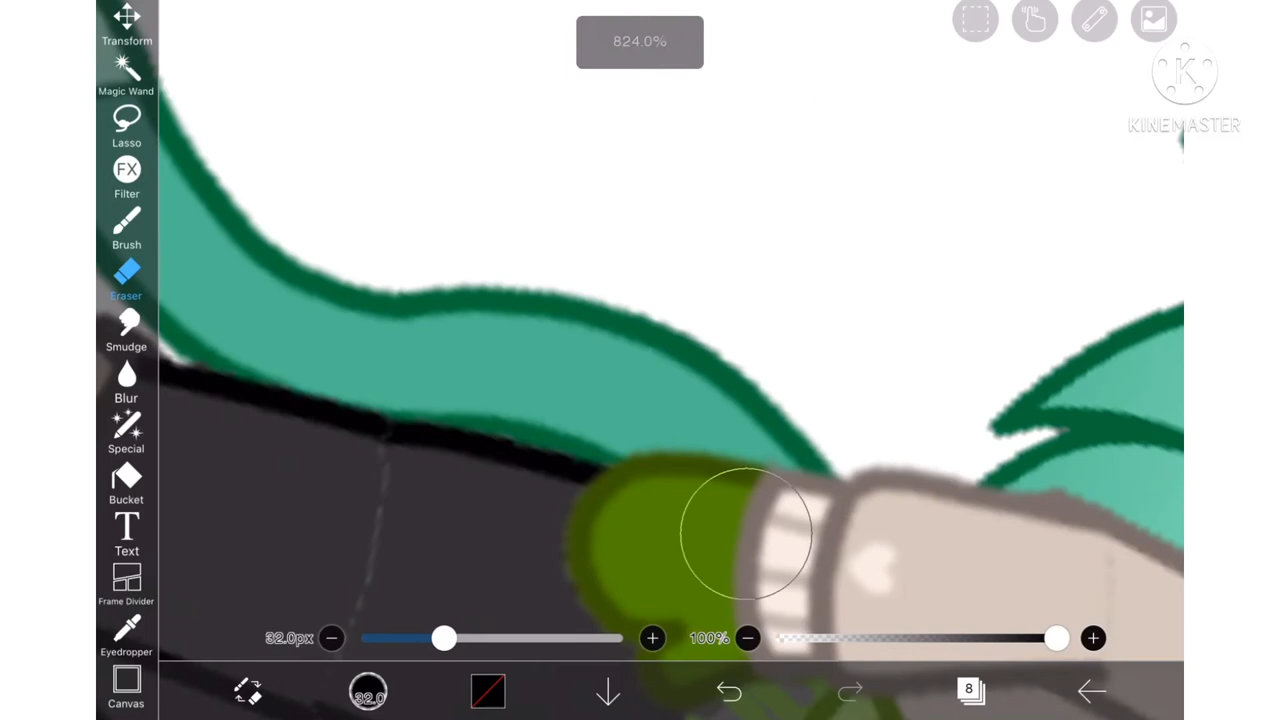 Transform
824.0%
Magic Wand
K
KINEMASTER
Lasso
FX
Filter
Brush
Eraser
Smudge
Blur
Special
Bucket
T
Text
Frame Divider
Eyedropper
32.0px
100%
Canvas
32.0
8